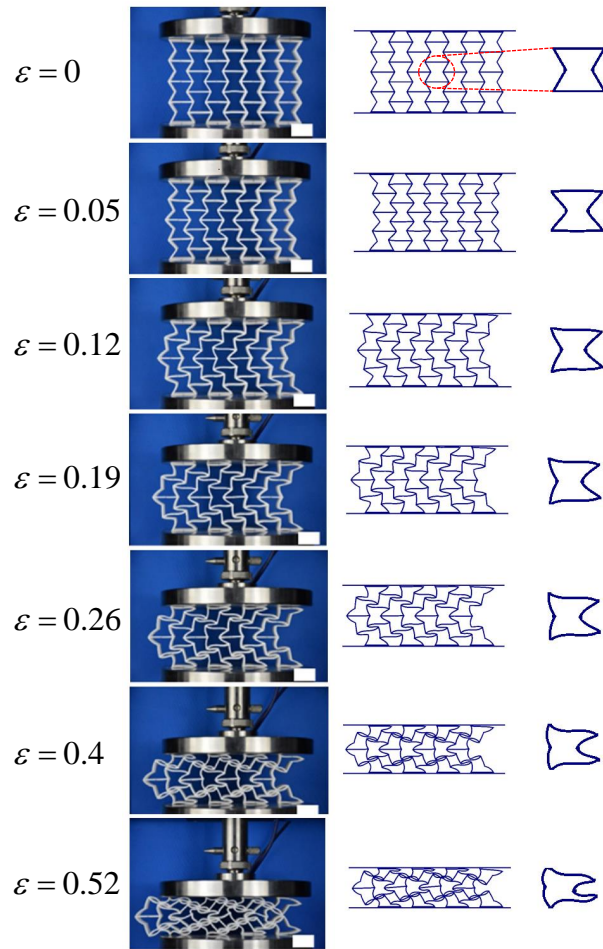 ε = 0
ε = 0.05
ε = 0.12
ε = 0.19
ε = 0.26
ε = 0.4
ε = 0.52